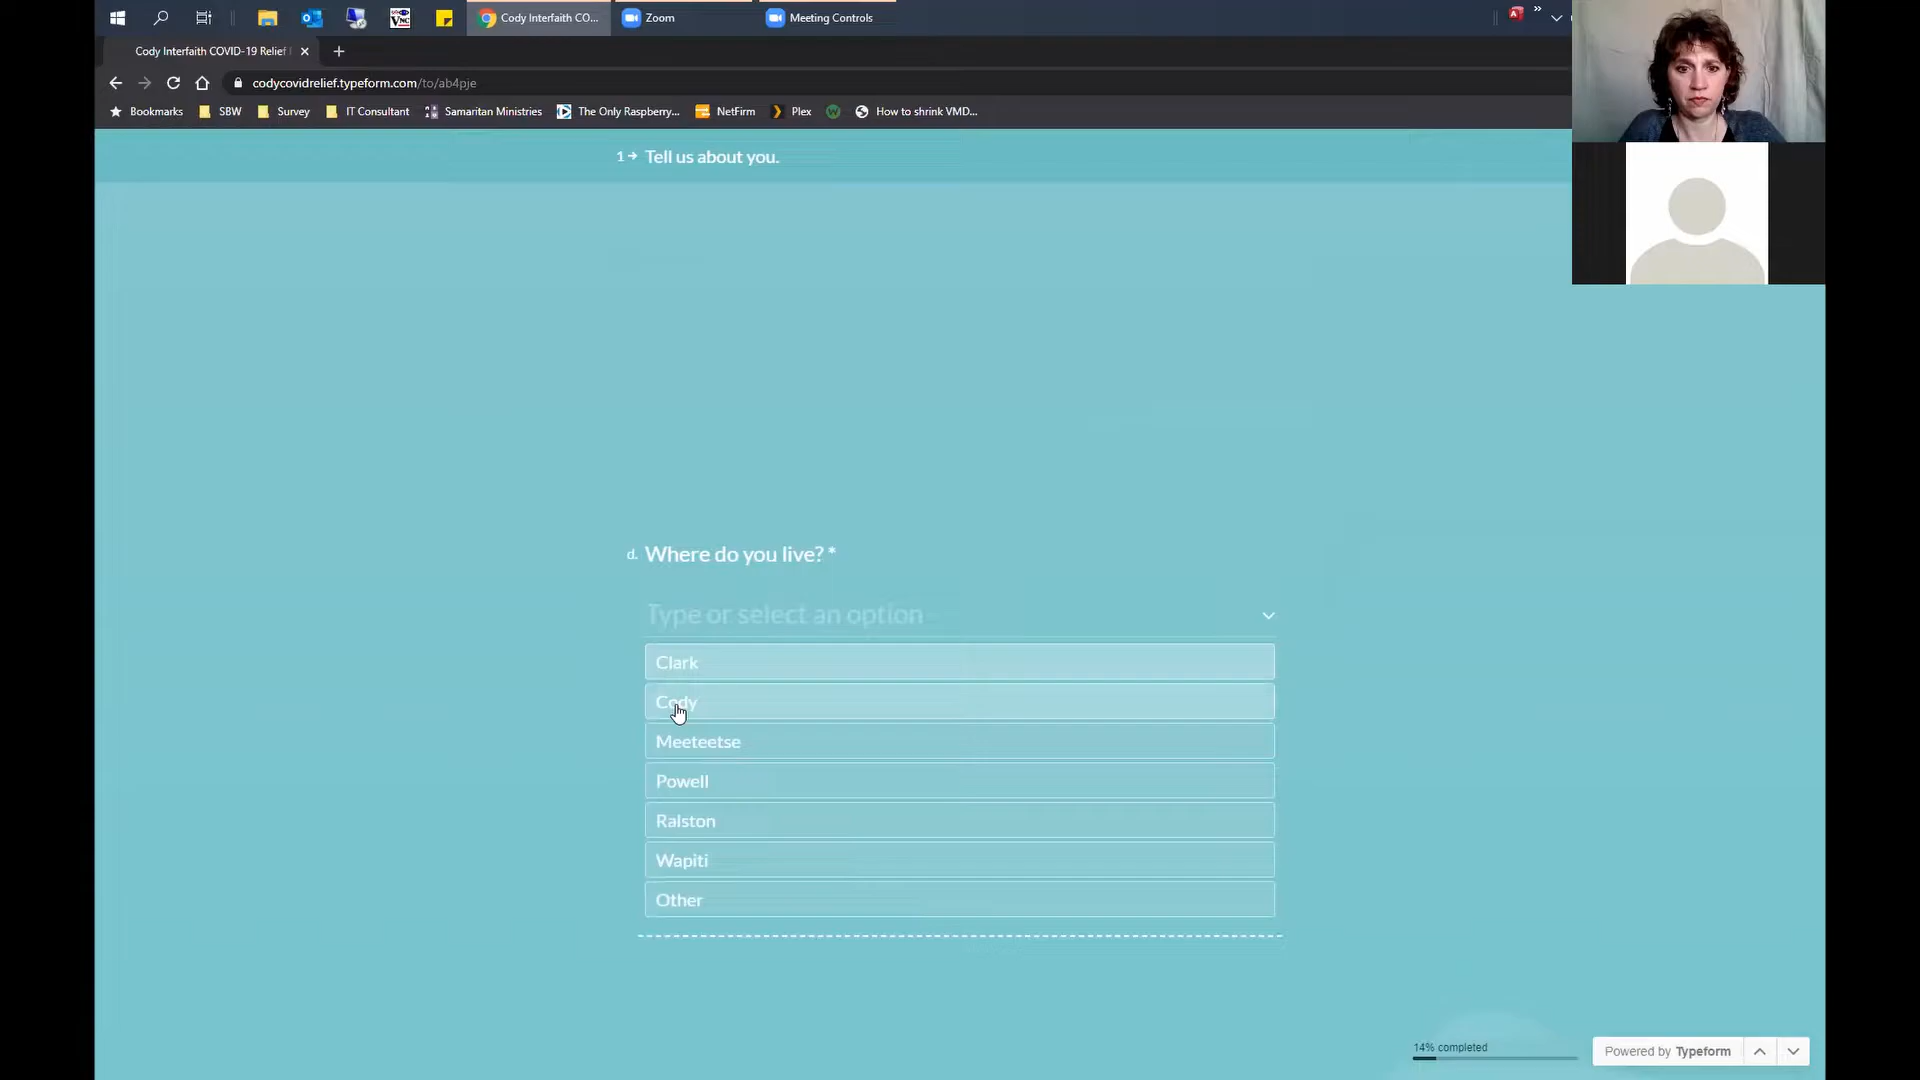 Cody Interfaith CO...
Zoom
Meeting Controls
»
Cody Interfaith COVID-19 Relief
codycovidrelief.typeform.com/to/ab4pje
Bookmarks
SBW
Survey
IT Consultant
Samaritan Ministries
The Only Raspberry...
NetFirm
Plex
How to shrink VMD...
1 → Tell us about you.
d. Where do you live? *
Type or select an option
Clark
Cody
Meeteetse
Powell
Ralston
Wapiti
Other
14% completed
Powered by Typeform